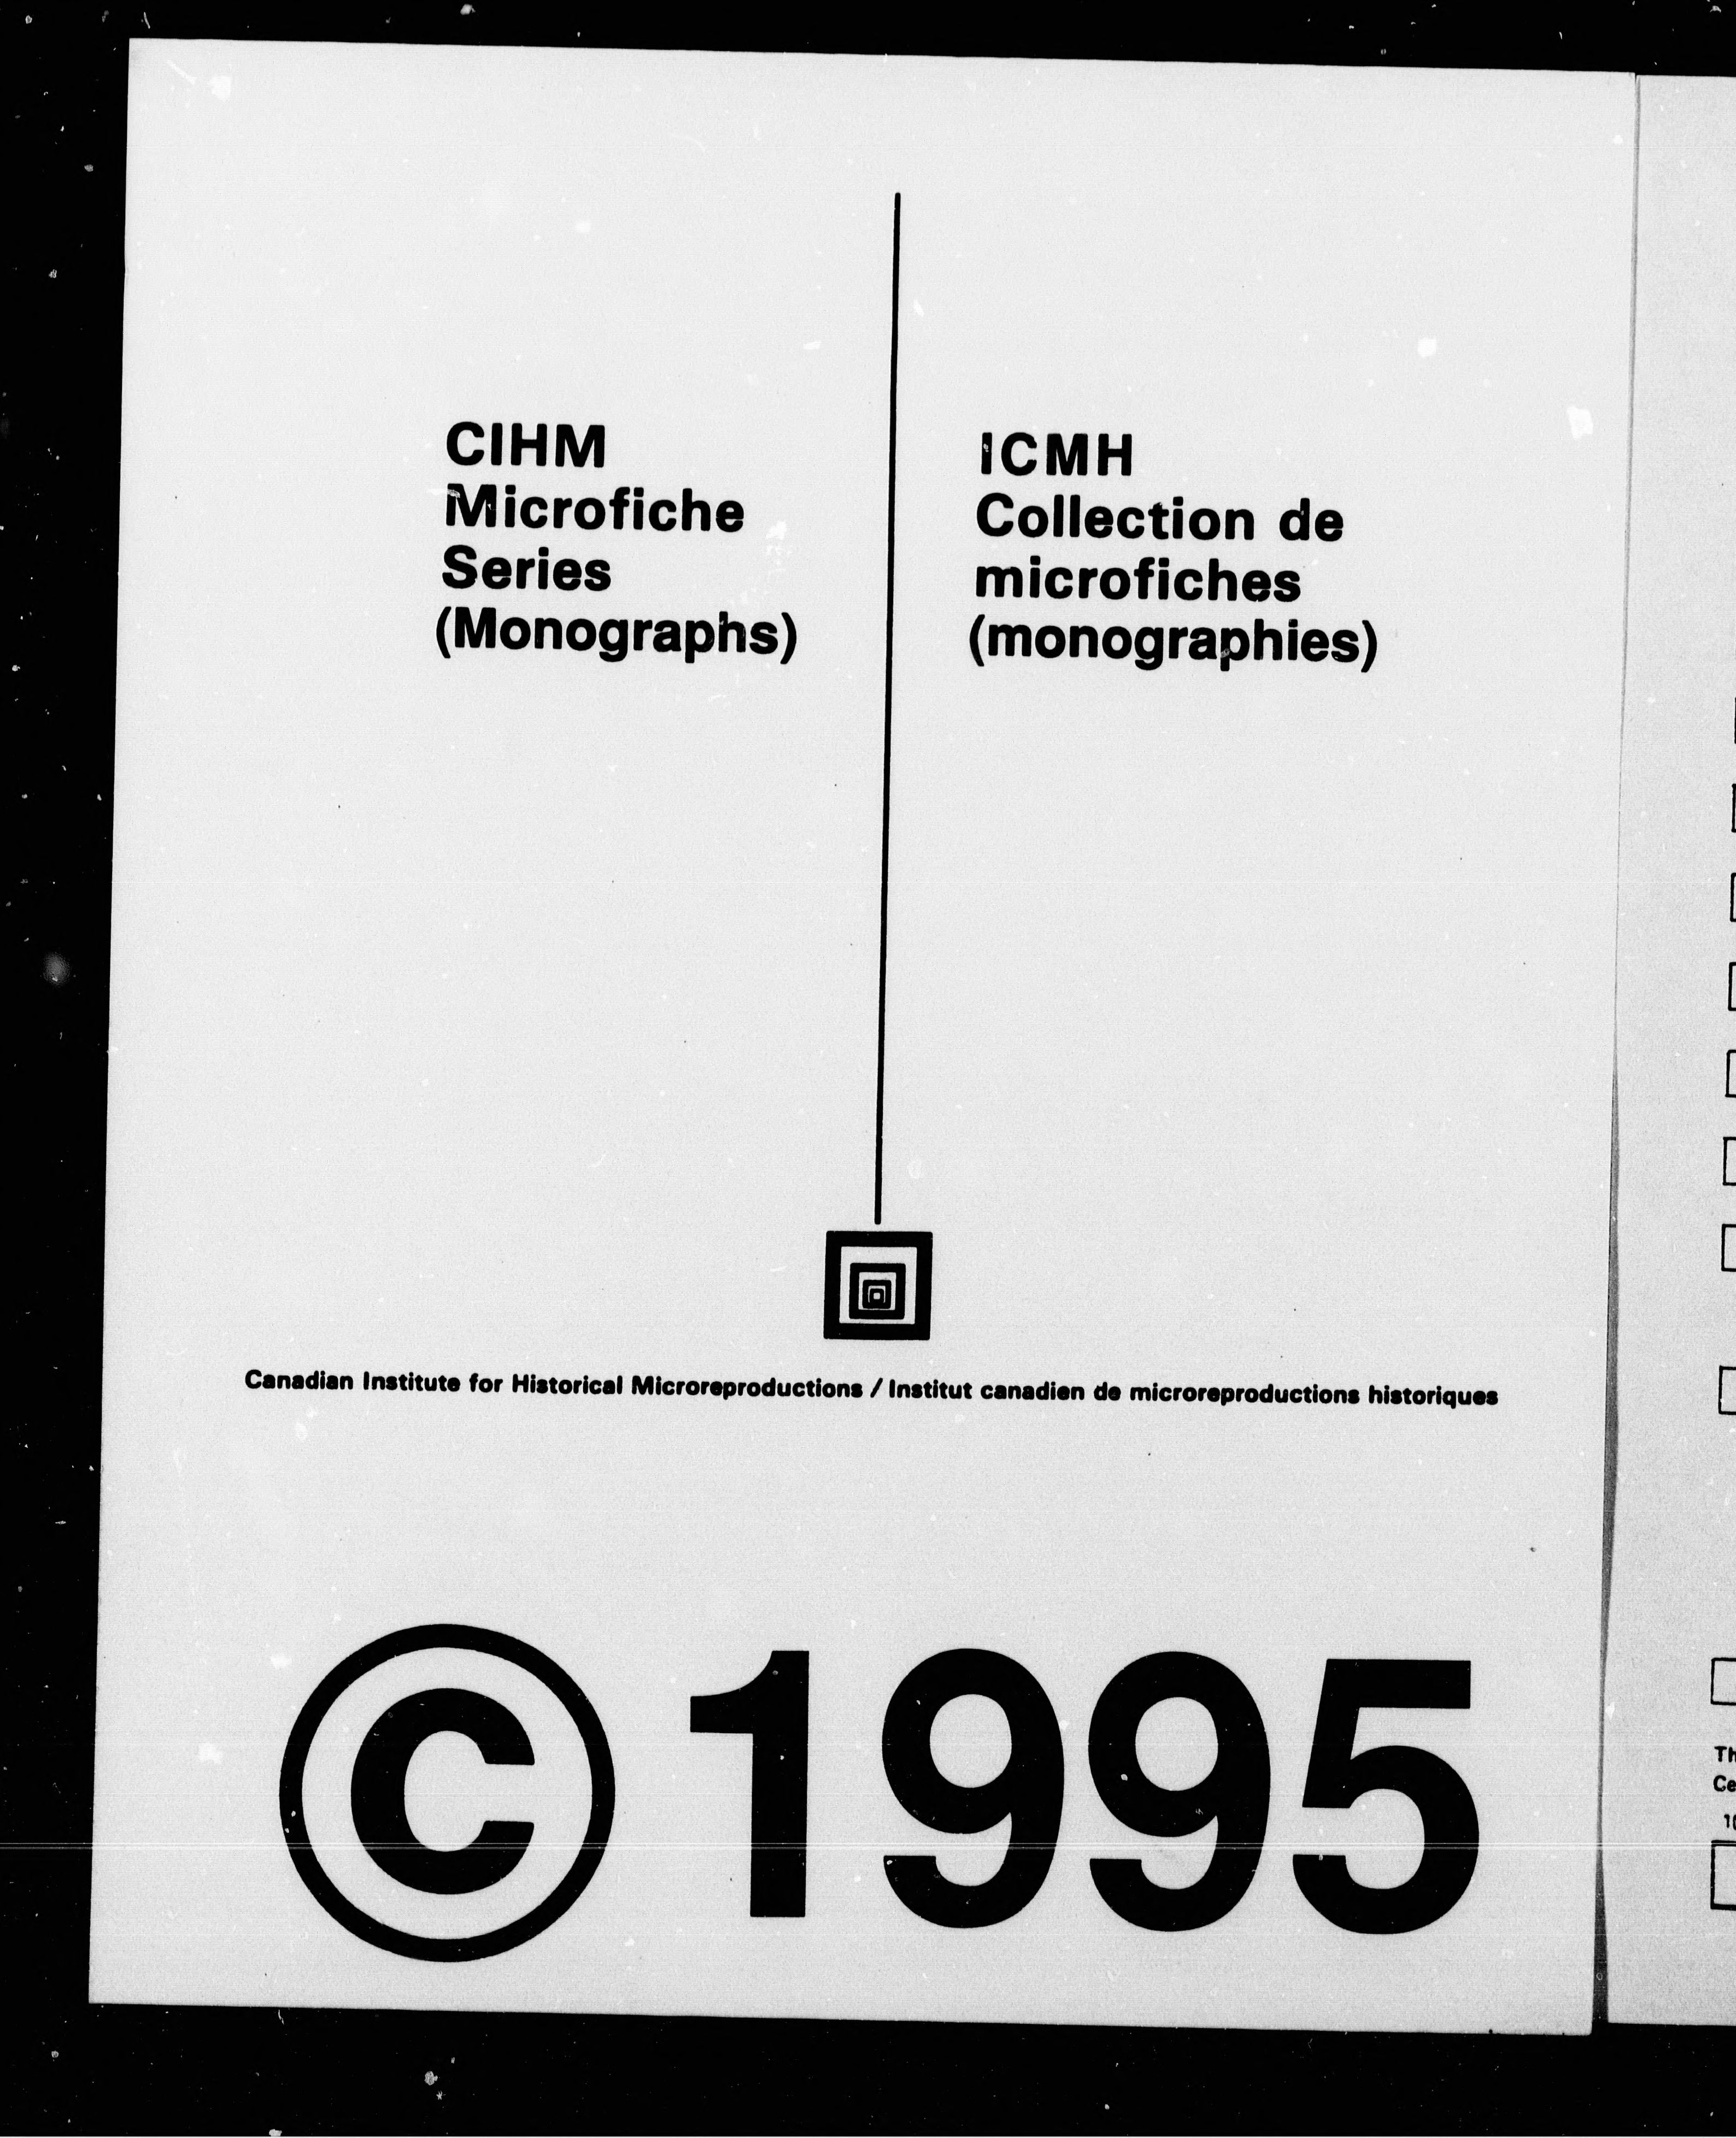 CIHM
Microfiche
Series
(Monographs)
ICMH
Collection de
microfiches
(monographies)
Canadian Institute for Historical Microreproductions / Institut canadien de microreproductions historiques
©1995